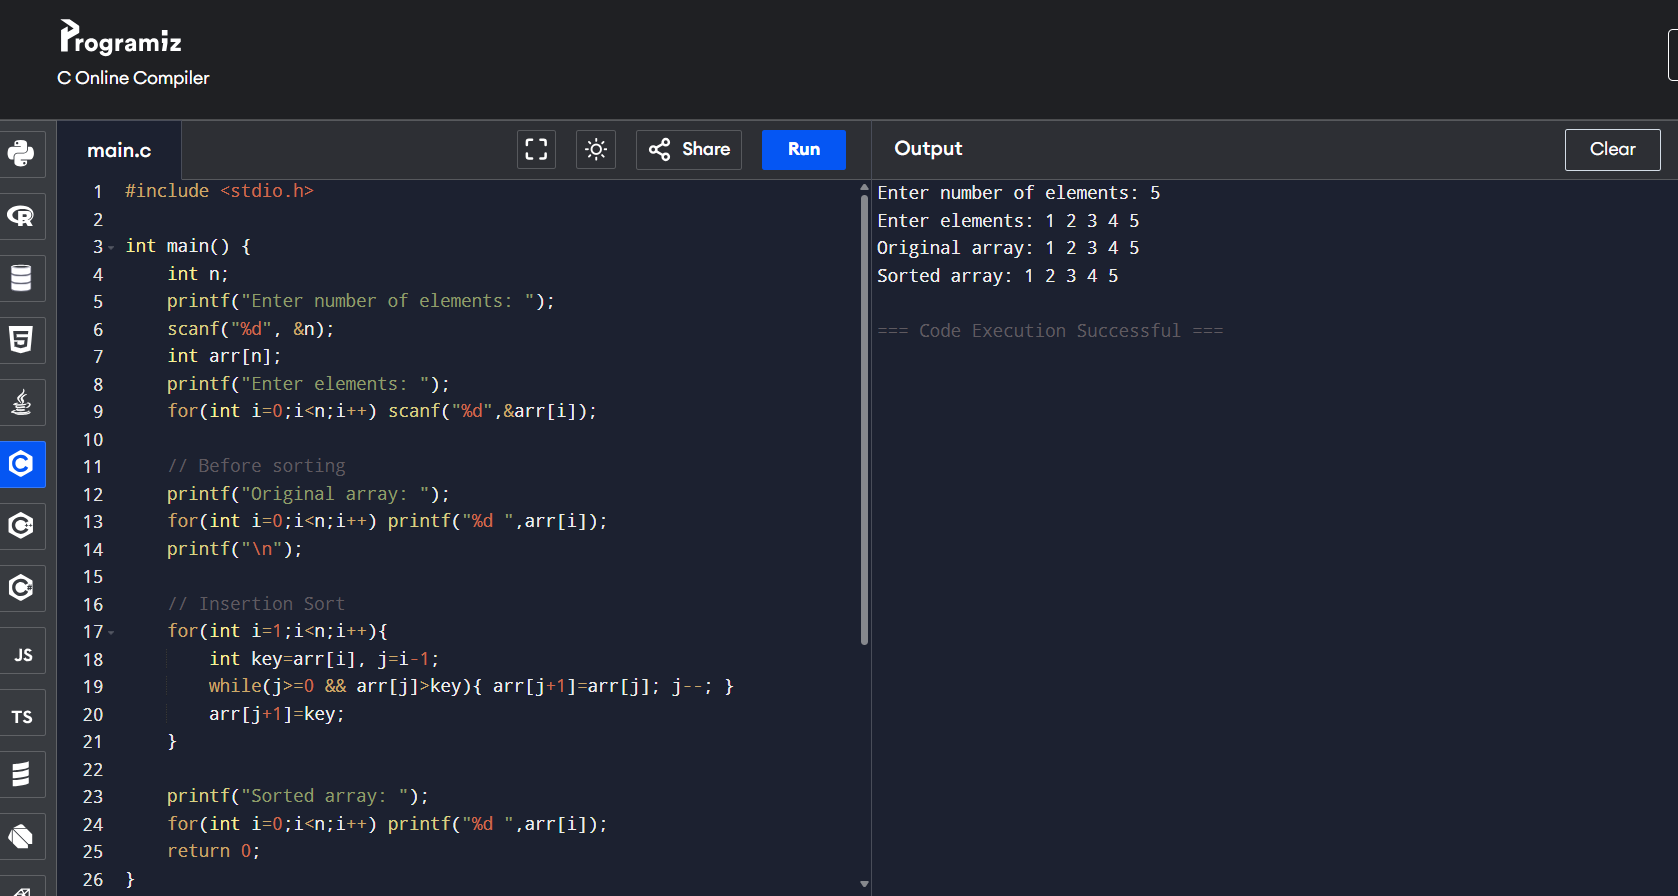 Programiz
C Online Compiler
main.c
Share
Run
Output
Clear
1 #include <stdio.h>
2
3 int main() {
4     int n;
5     printf("Enter number of elements: ");
6     scanf("%d", &n);
7     int arr[n];
8     printf("Enter elements: ");
9     for(int i=0;i<n;i++) scanf("%d",&arr[i]);
10
11     // Before sorting
12     printf("Original array: ");
13     for(int i=0;i<n;i++) printf("%d ",arr[i]);
14     printf("\n");
15
16     // Insertion Sort
17     for(int i=1;i<n;i++){
18         int key=arr[i], j=i-1;
19         while(j>=0 && arr[j]>key){ arr[j+1]=arr[j]; j--; }
20         arr[j+1]=key;
21     }
22
23     printf("Sorted array: ");
24     for(int i=0;i<n;i++) printf("%d ",arr[i]);
25     return 0;
26 }
Enter number of elements: 5
Enter elements: 1 2 3 4 5
Original array: 1 2 3 4 5
Sorted array: 1 2 3 4 5
=== Code Execution Successful ===
R
5
C
C++
C#
JS
TS